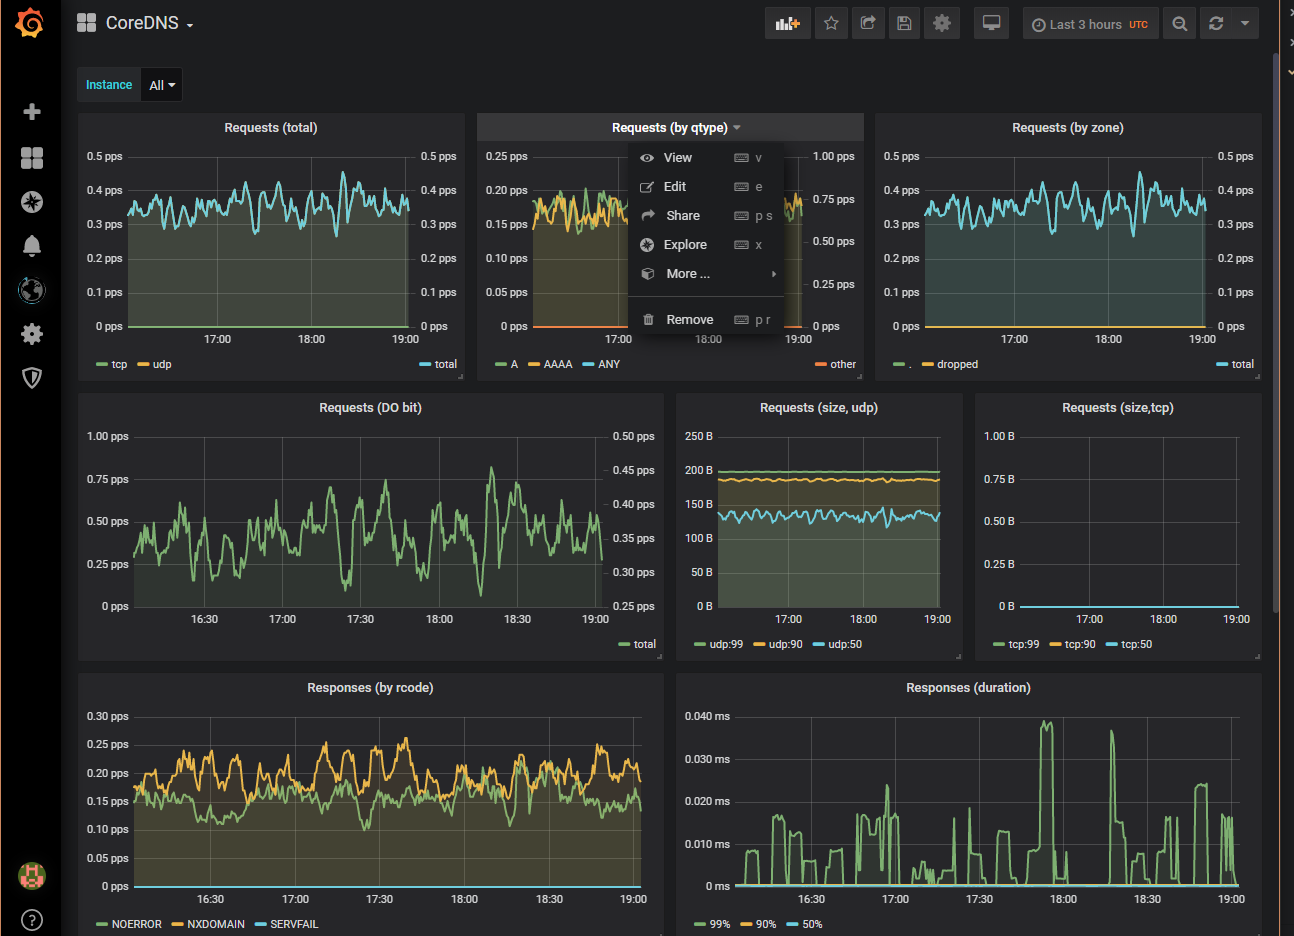 CoreDNS
Last 3 hours UTC
Instance All
Requests (total)
0.5 pps
0.4 pps
0.3 pps
0.2 pps
0.1 pps
0 pps
0.5 pps
0.4 pps
0.3 pps
0.2 pps
0.1 pps
0 pps
17:00 18:00 19:00
tcp udp total
Requests (by qtype)
0.25 pps
0.20 pps
0.15 pps
0.10 pps
0.05 pps
0 pps
View v
Edit e
Share p s
Explore x
More ...
Remove p r
1.00 pps
0.75 pps
0.50 pps
0.25 pps
0 pps
17:00 18:00 19:00
A AAAA ANY other
Requests (by zone)
0.5 pps
0.4 pps
0.3 pps
0.2 pps
0.1 pps
0 pps
0.5 pps
0.4 pps
0.3 pps
0.2 pps
0.1 pps
0 pps
17:00 18:00 19:00
. dropped total
Requests (DO bit)
1.00 pps
0.75 pps
0.50 pps
0.25 pps
0 pps
0.50 pps
0.45 pps
0.40 pps
0.35 pps
0.30 pps
0.25 pps
16:30 17:00 17:30 18:00 18:30 19:00
total
Requests (size, udp)
250 B
200 B
150 B
100 B
50 B
0 B
17:00 18:00 19:00
udp:99 udp:90 udp:50
Requests (size,tcp)
1.00 B
0.75 B
0.50 B
0.25 B
0 B
17:00 18:00 19:00
tcp:99 tcp:90 tcp:50
Responses (by rcode)
0.30 pps
0.25 pps
0.20 pps
0.15 pps
0.10 pps
0.05 pps
0 pps
16:30 17:00 17:30 18:00 18:30 19:00
NOERROR NXDOMAIN SERVFAIL
Responses (duration)
0.040 ms
0.030 ms
0.020 ms
0.010 ms
0 ms
16:30 17:00 17:30 18:00 18:30 19:00
99% 90% 50%